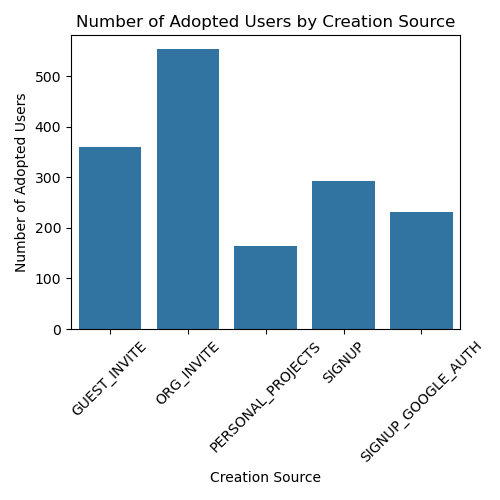 Number of Adopted Users by Creation Source
Number of Adopted Users
500
400
300
200
100
0
GUEST_INVITE
ORG_INVITE
PERSONAL_PROJECTS
SIGNUP
SIGNUP_GOOGLE_AUTH
Creation Source